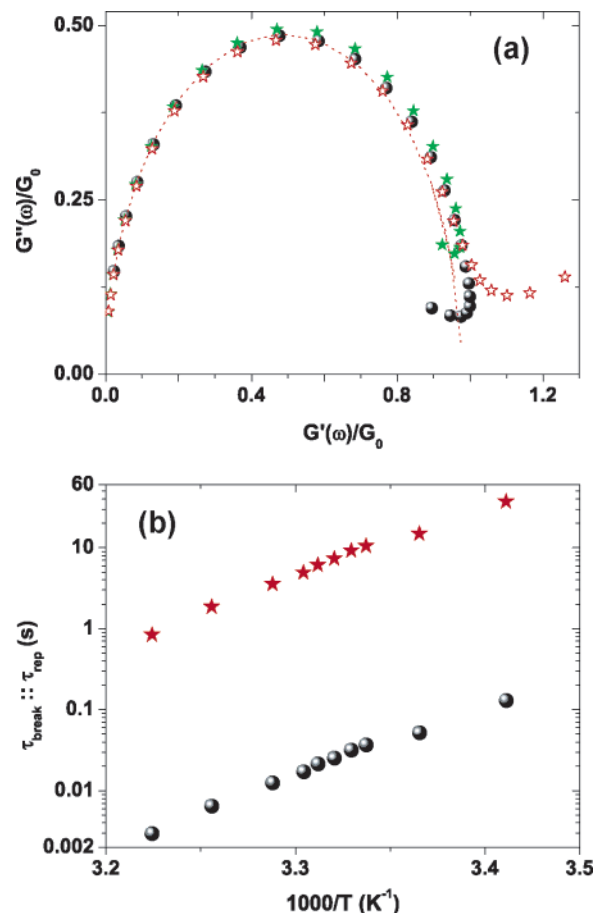 (a)
0.50
0.25
0.00
G''(ω)/G₀
0.0 0.4 0.8 1.2
G'(ω)/G₀
(b)
60
10
1
0.1
0.01
0.002
τbreak :: τrep (s)
3.2 3.3 3.4 3.5
1000/T (K⁻¹)